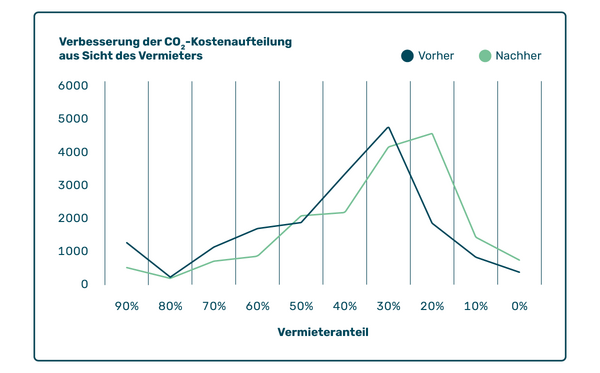 Verbesserung der CO₂-Kostenaufteilung
aus Sicht des Vermieters
Vorher
Nachher
6000
5000
4000
3000
2000
1000
0
90% 80% 70% 60% 50% 40% 30% 20% 10% 0%
Vermieteranteil